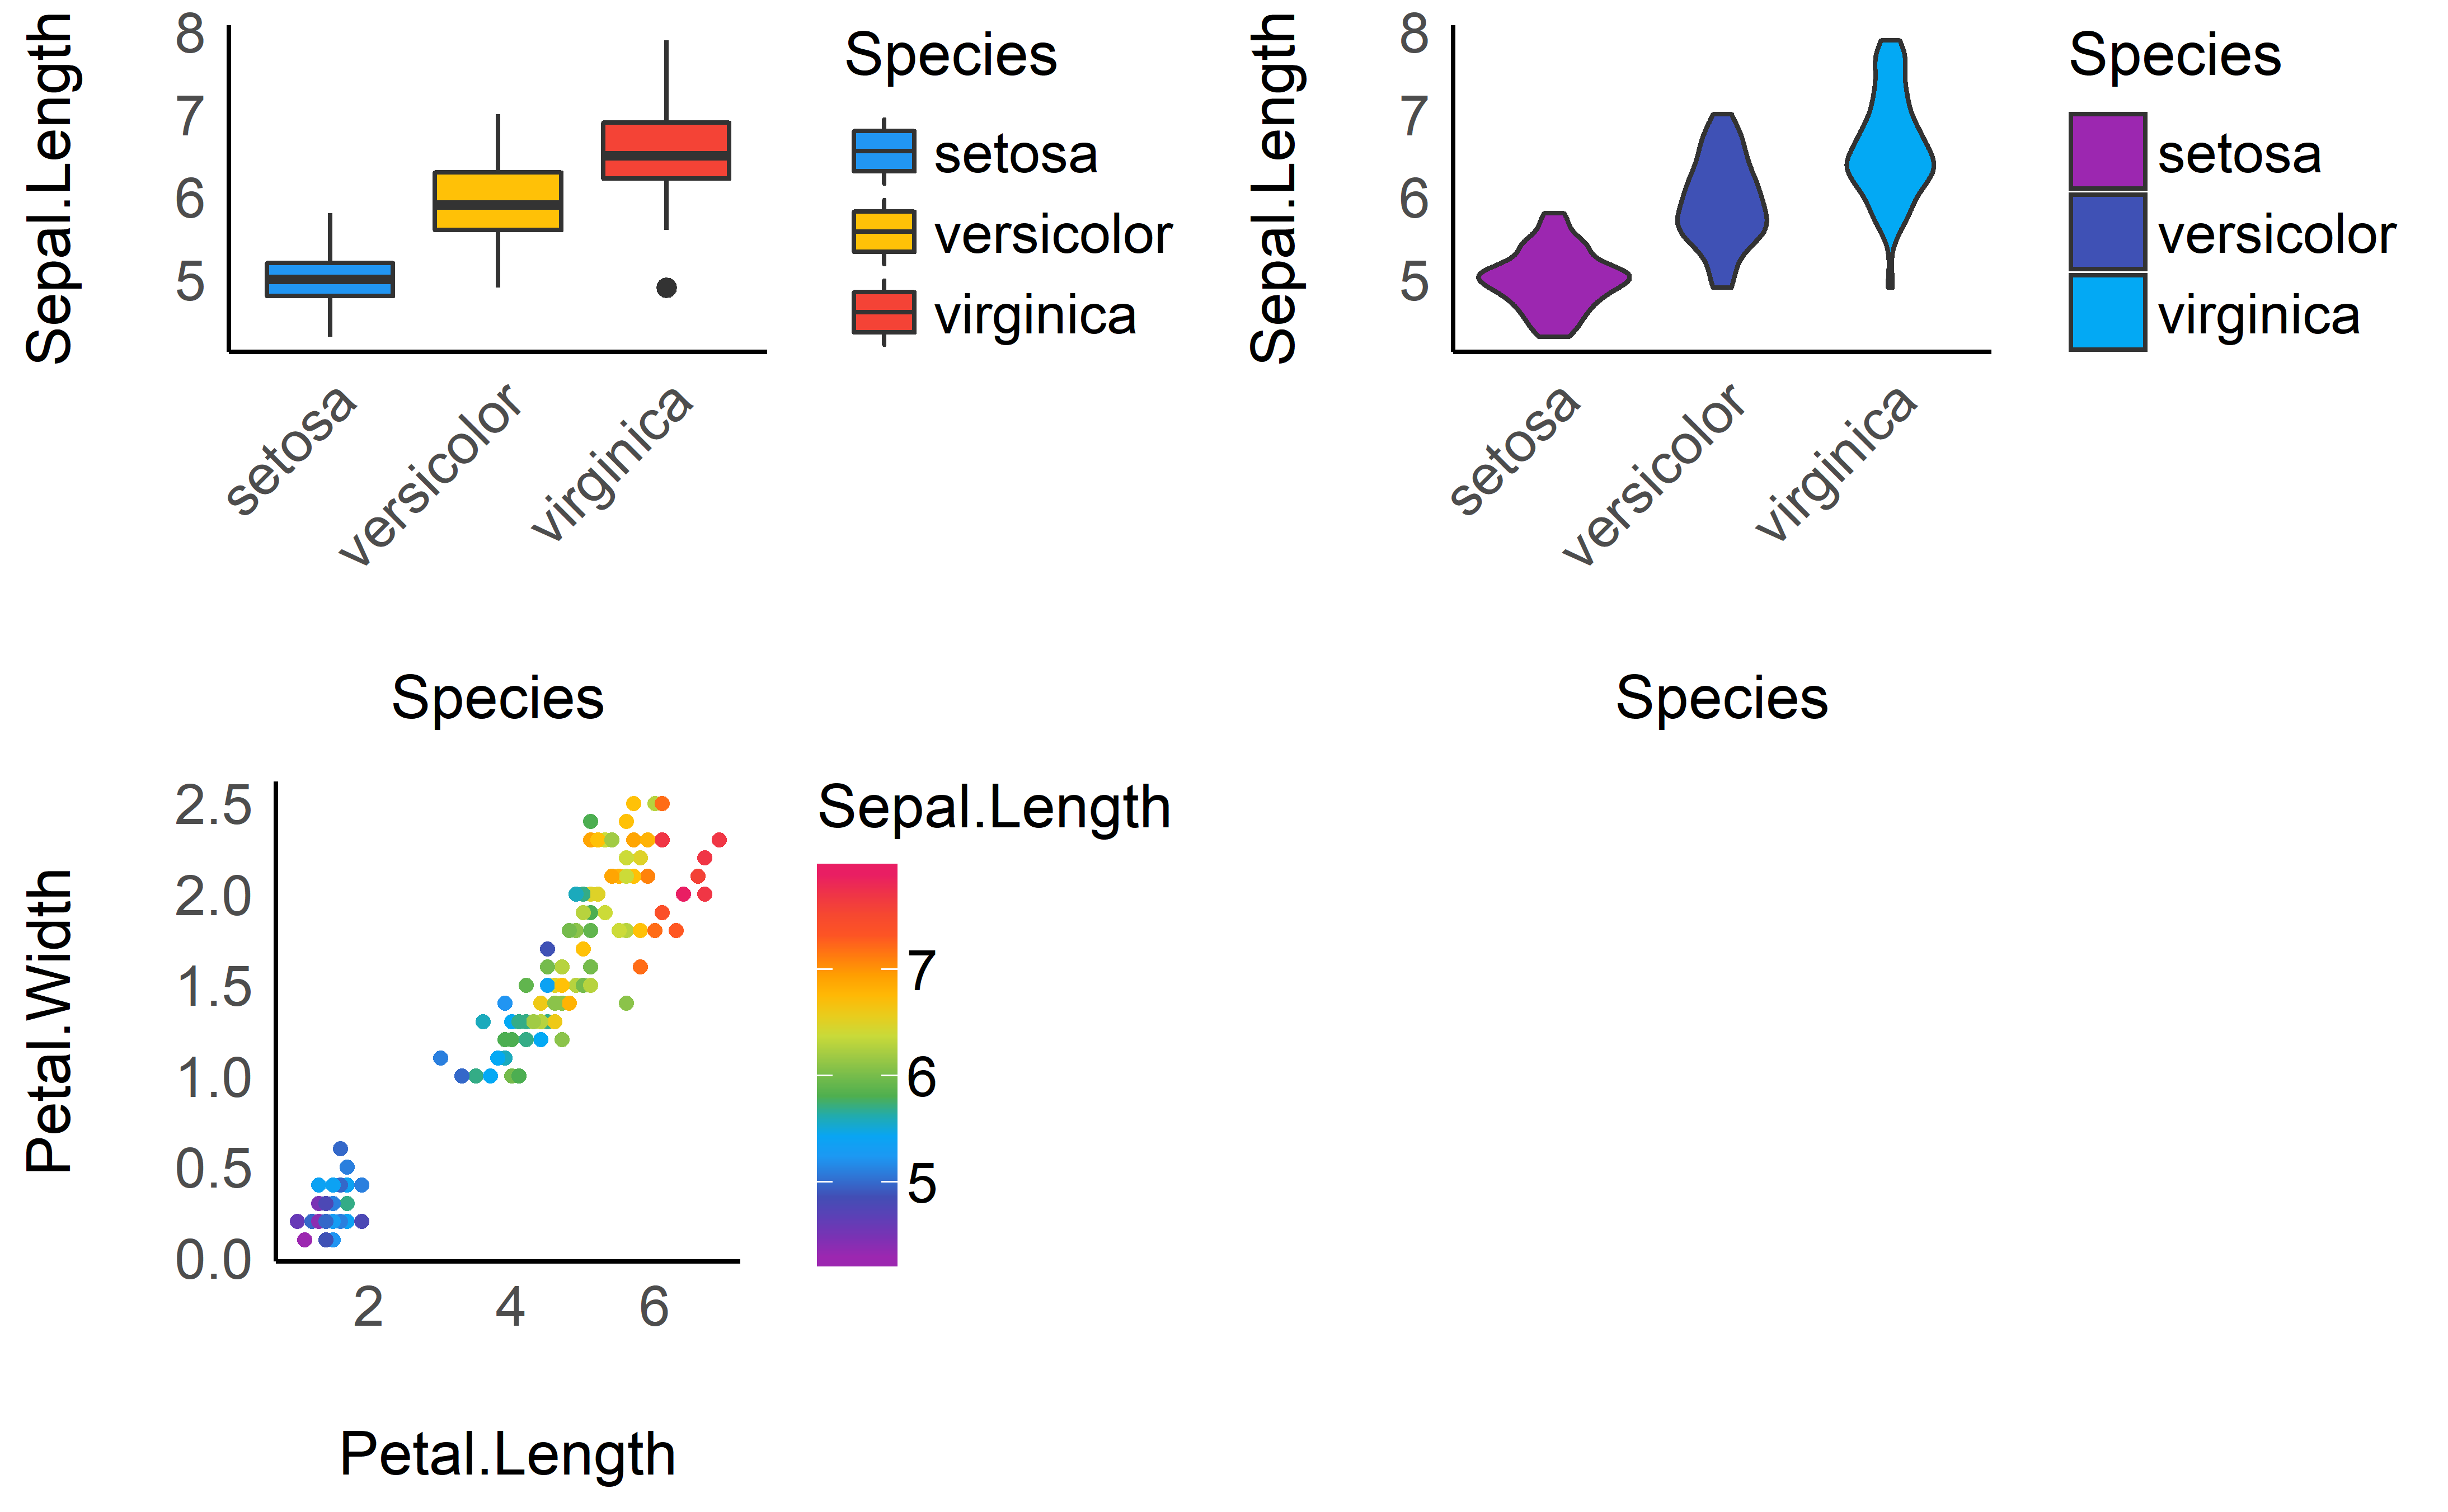 Sepal.Length
8
7
6
5
setosa
versicolor
virginica
Species
Species
setosa
versicolor
virginica
Sepal.Length
8
7
6
5
setosa
versicolor
virginica
Species
Species
setosa
versicolor
virginica
Petal.Width
2.5
2.0
1.5
1.0
0.5
0.0
2 4 6
Petal.Length
Sepal.Length
7
6
5